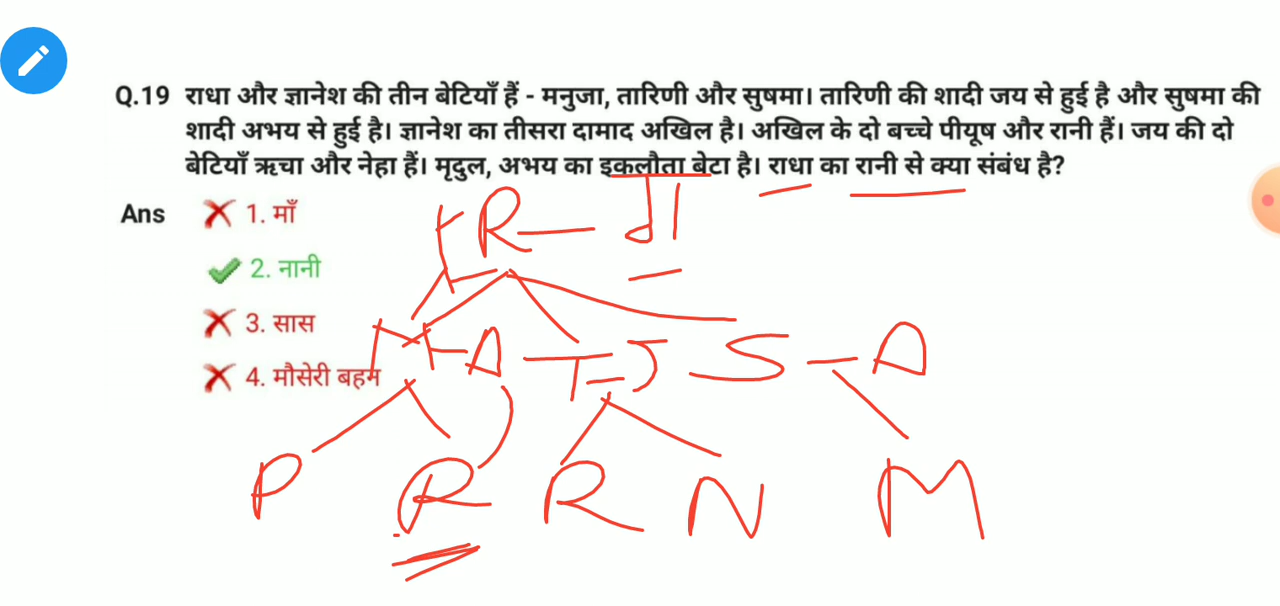 Q.19 राधा और ज्ञानेश की तीन बेटियाँ हैं - मनुजा, तारिणी और सुषमा। तारिणी की शादी जय से हुई है और सुषमा की
शादी अभय से हुई है। ज्ञानेश का तीसरा दामाद अखिल है। अखिल के दो बच्चे पीयूष और रानी हैं। जय की दो
बेटियाँ ऋचा और नेहा हैं। मृदुल, अभय का इकलौता बेटा है। राधा का रानी से क्या संबंध है?
Ans 1. माँ
2. नानी
3. सास
4. मौसेरी बहन
R
A T J S A
P R R N M